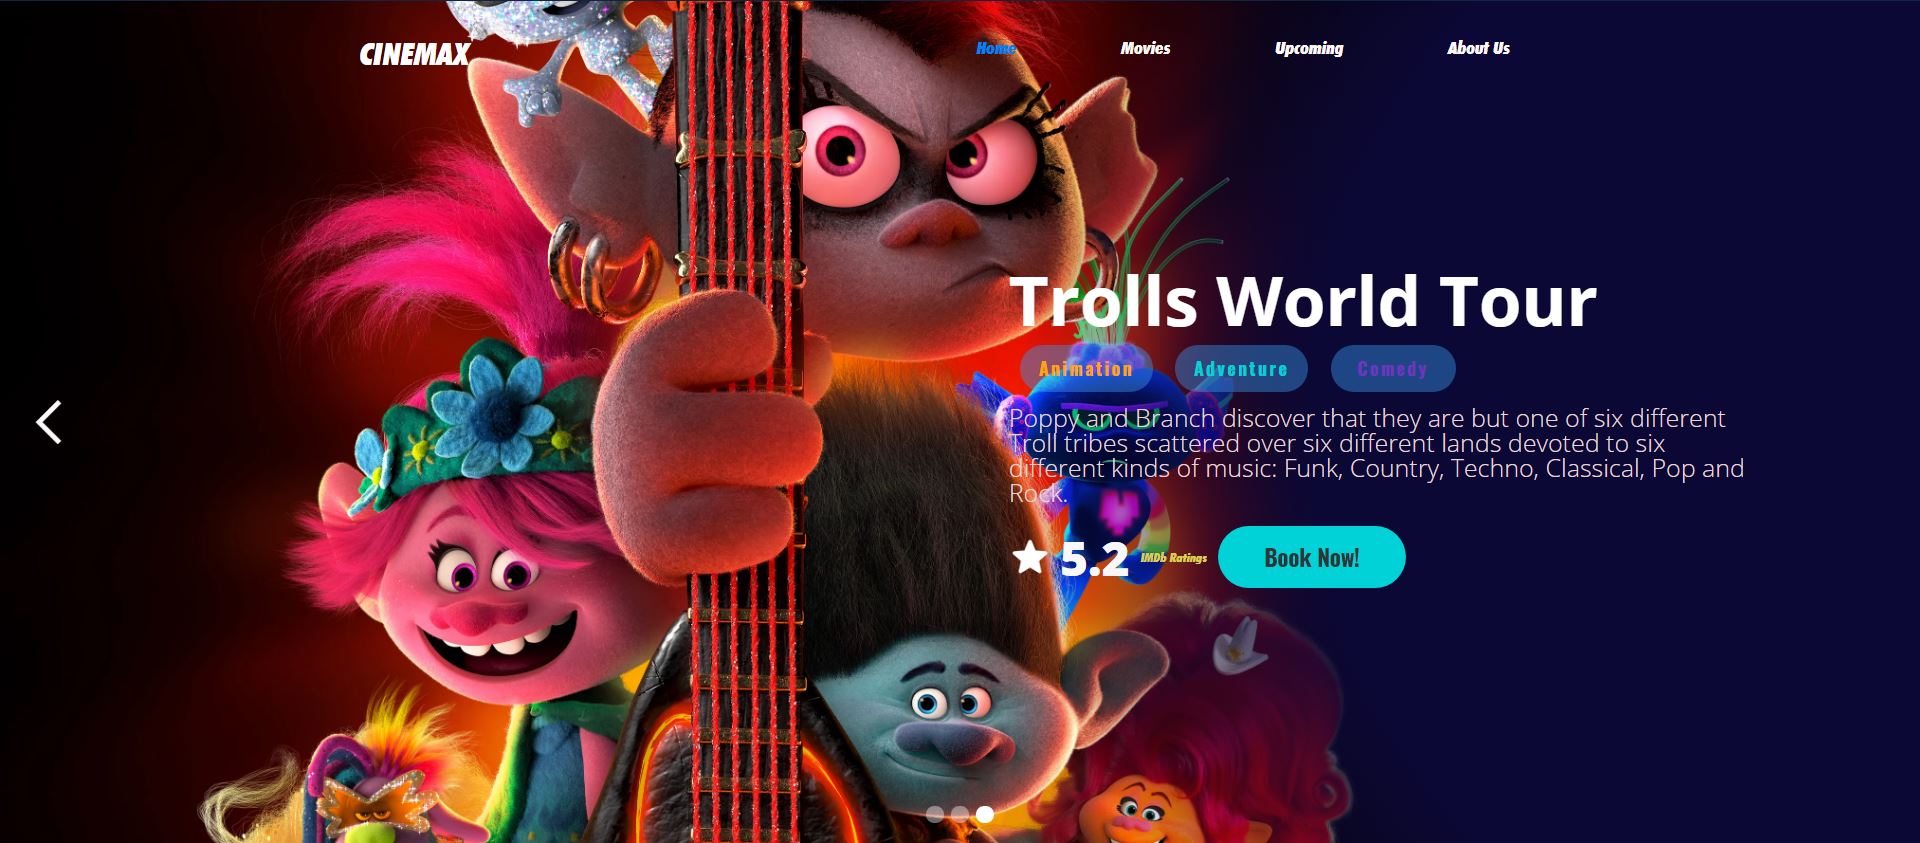 CINEMAX
Home Movies Upcoming About Us
Trolls World Tour
Animation Adventure Comedy
Poppy and Branch discover that they are but one of six different
Troll tribes scattered over six different lands devoted to six
different kinds of music: Funk, Country, Techno, Classical, Pop and
Rock.
5.2 IMDb Ratings Book Now!